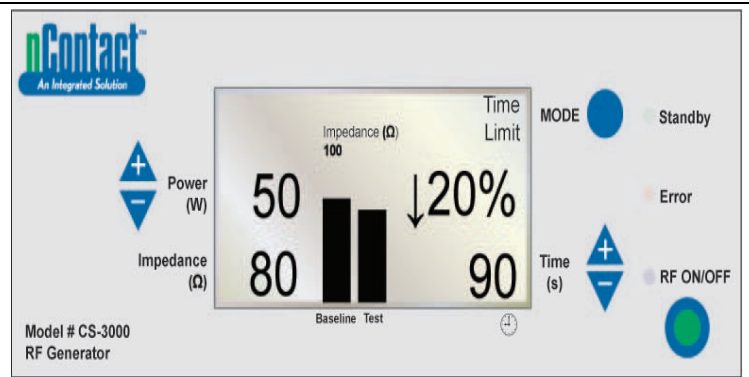 nContact™
An Integrated Solution
Time
Limit
MODE
Standby
Impedance (Ω)
100
+
−
Power
(W)
50
↓20%
Error
Impedance
(Ω)
80
90
Time
(s)
+
−
RF ON/OFF
Baseline Test
Model # CS-3000
RF Generator